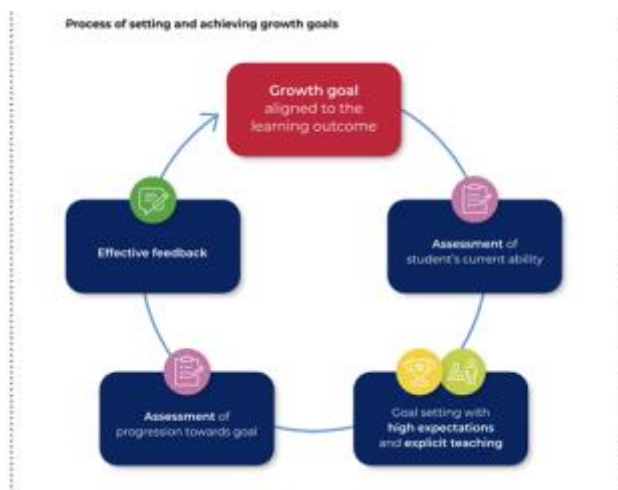 Process of setting and achieving growth goals
Growth goal
aligned to the
learning outcome
Effective feedback
Assessment of
student's current ability
Assessment of
progression towards goal
Goal setting with
high expectations
and explicit teaching